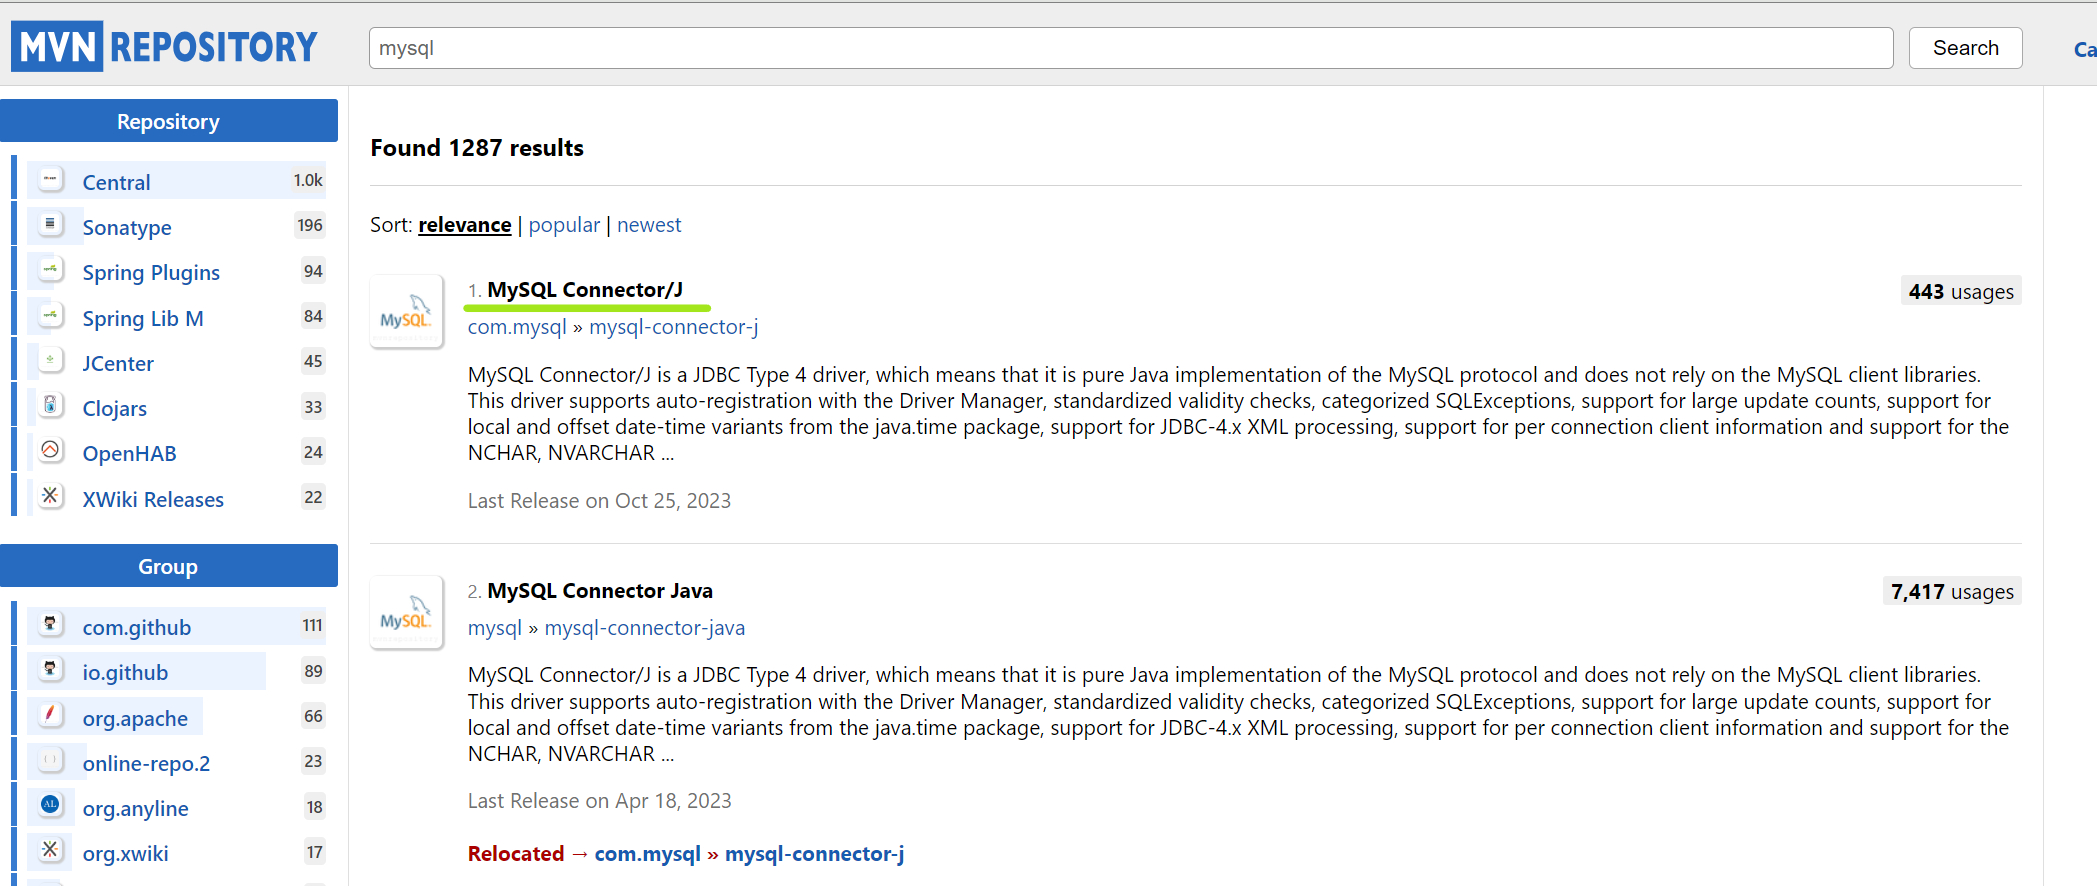 MVN REPOSITORY
mysql
Search
Ca
Repository
Central 1.0k
Sonatype 196
Spring Plugins 94
Spring Lib M 84
JCenter 45
Clojars 33
OpenHAB 24
XWiki Releases 22
Group
com.github 111
io.github 89
org.apache 66
online-repo.2 23
org.anyline 18
org.xwiki 17
Found 1287 results
Sort: relevance | popular | newest
MySQL
1. MySQL Connector/J
443 usages
com.mysql » mysql-connector-j
MySQL Connector/J is a JDBC Type 4 driver, which means that it is pure Java implementation of the MySQL protocol and does not rely on the MySQL client libraries.
This driver supports auto-registration with the Driver Manager, standardized validity checks, categorized SQLExceptions, support for large update counts, support for
local and offset date-time variants from the java.time package, support for JDBC-4.x XML processing, support for per connection client information and support for the
NCHAR, NVARCHAR ...
Last Release on Oct 25, 2023
MySQL
2. MySQL Connector Java
7,417 usages
mysql » mysql-connector-java
MySQL Connector/J is a JDBC Type 4 driver, which means that it is pure Java implementation of the MySQL protocol and does not rely on the MySQL client libraries.
This driver supports auto-registration with the Driver Manager, standardized validity checks, categorized SQLExceptions, support for large update counts, support for
local and offset date-time variants from the java.time package, support for JDBC-4.x XML processing, support for per connection client information and support for the
NCHAR, NVARCHAR ...
Last Release on Apr 18, 2023
Relocated → com.mysql » mysql-connector-j